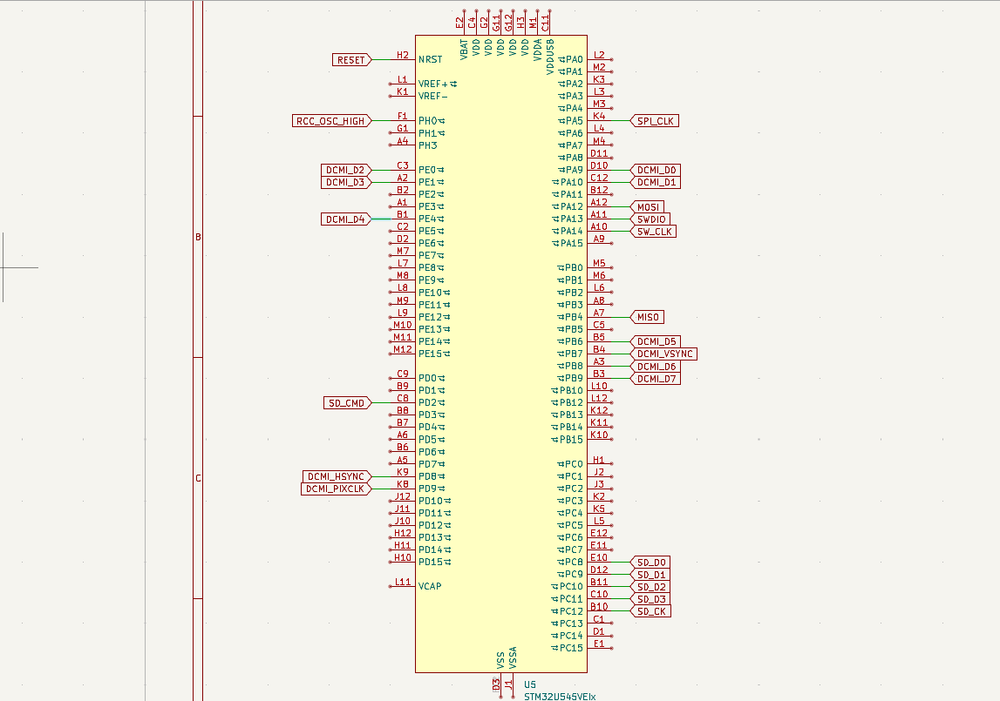 E2 C4 G2 G11 G12 H3 M1 C11
VBAT VDD VDD VDD VDD VDD VDDA VDDUSB
RESET H2 NRST
L1 VREF+
K1 VREF-
RCC_OSC_HIGH F1 PH0
G1 PH1
A4 PH3
DCMI_D2 C3 PE0
DCMI_D3 A2 PE1
B2 PE2
A1 PE3
DCMI_D4 B1 PE4
C2 PE5
D2 PE6
M7 PE7
L7 PE8
M8 PE9
L8 PE10
M9 PE11
L9 PE12
M10 PE13
M11 PE14
M12 PE15
C9 PD0
B9 PD1
SD_CMD C8 PD2
B8 PD3
B7 PD4
A6 PD5
B6 PD6
A5 PD7
DCMI_HSYNC K9 PD8
DCMI_PIXCLK K8 PD9
J12 PD10
J11 PD11
J10 PD12
H12 PD13
H11 PD14
H10 PD15
L11 VCAP
PA0 L2
PA1 M2
PA2 K3
PA3 L3
PA4 M3
PA5 K4 SPI_CLK
PA6 L4
PA7 M4
PA8 D11
PA9 D10 DCMI_D0
PA10 C12 DCMI_D1
PA11 B12
PA12 A12 MOSI
PA13 A11 SWDIO
PA14 A10 SW_CLK
PA15 A9
PB0 M5
PB1 M6
PB2 L6
PB3 A8
PB4 A7 MISO
PB5 C5
PB6 B5 DCMI_D5
PB7 B4 DCMI_VSYNC
PB8 A3 DCMI_D6
PB9 B3 DCMI_D7
PB10 L10
PB12 L12
PB13 K12
PB14 K11
PB15 K10
PC0 H1
PC1 J2
PC2 J3
PC3 K2
PC4 K5
PC5 L5
PC6 E12
PC7 E11
PC8 E10 SD_D0
PC9 D12 SD_D1
PC10 B11 SD_D2
PC11 C10 SD_D3
PC12 B10 SD_CK
PC13 C1
PC14 D1
PC15 E1
VSS VSSA
D3 J1
U5
STM32U545VEIx
B
C